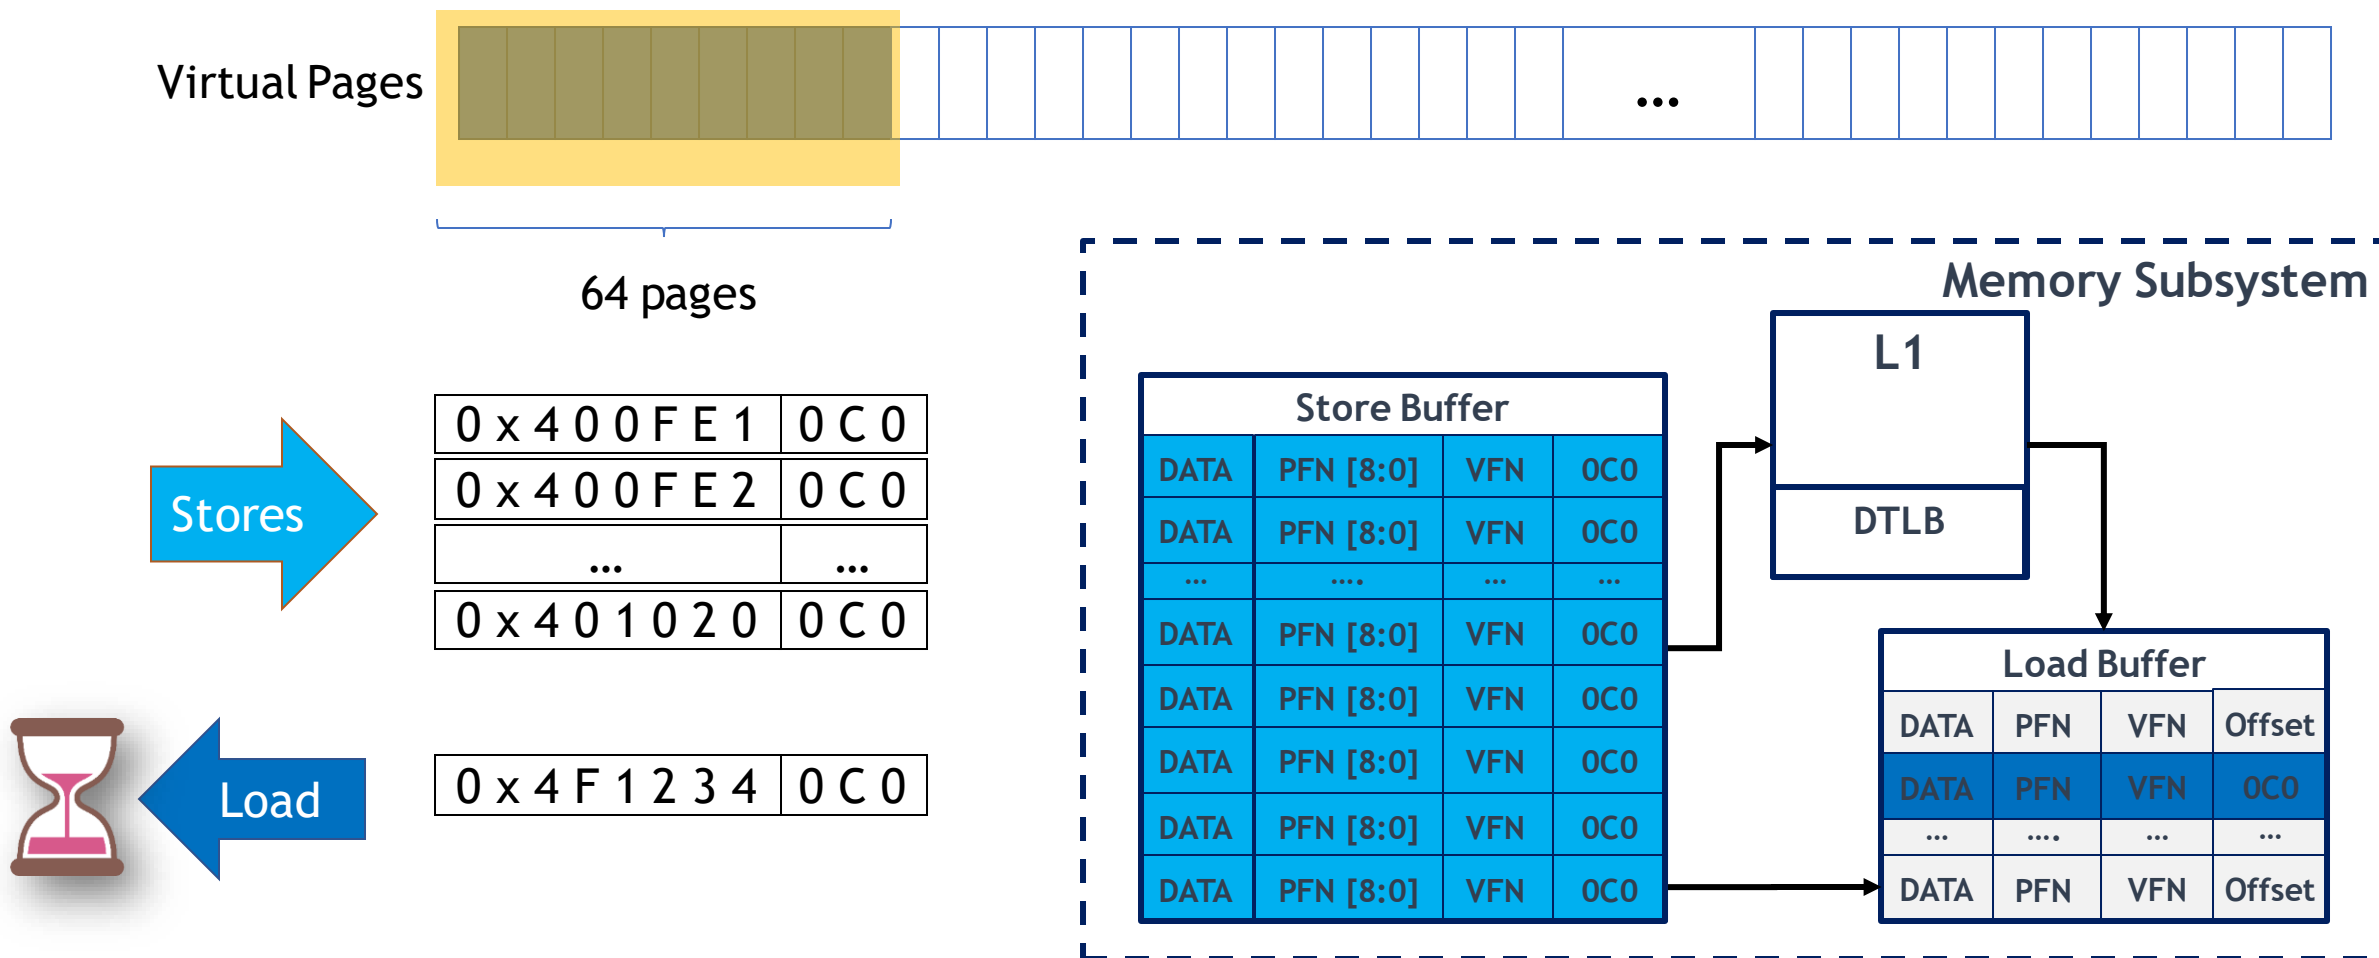 Virtual Pages
...
64 pages
Memory Subsystem
Stores
0x400FE1 0C0
0x400FE2 0C0
... ...
0x401020 0C0
Load
0x4F1234 0C0
Store Buffer
DATA PFN [8:0] VFN 0C0
DATA PFN [8:0] VFN 0C0
... .... ... ...
DATA PFN [8:0] VFN 0C0
DATA PFN [8:0] VFN 0C0
DATA PFN [8:0] VFN 0C0
DATA PFN [8:0] VFN 0C0
DATA PFN [8:0] VFN 0C0
L1
DTLB
Load Buffer
DATA PFN VFN Offset
DATA PFN VFN 0C0
... .... ... ...
DATA PFN VFN Offset